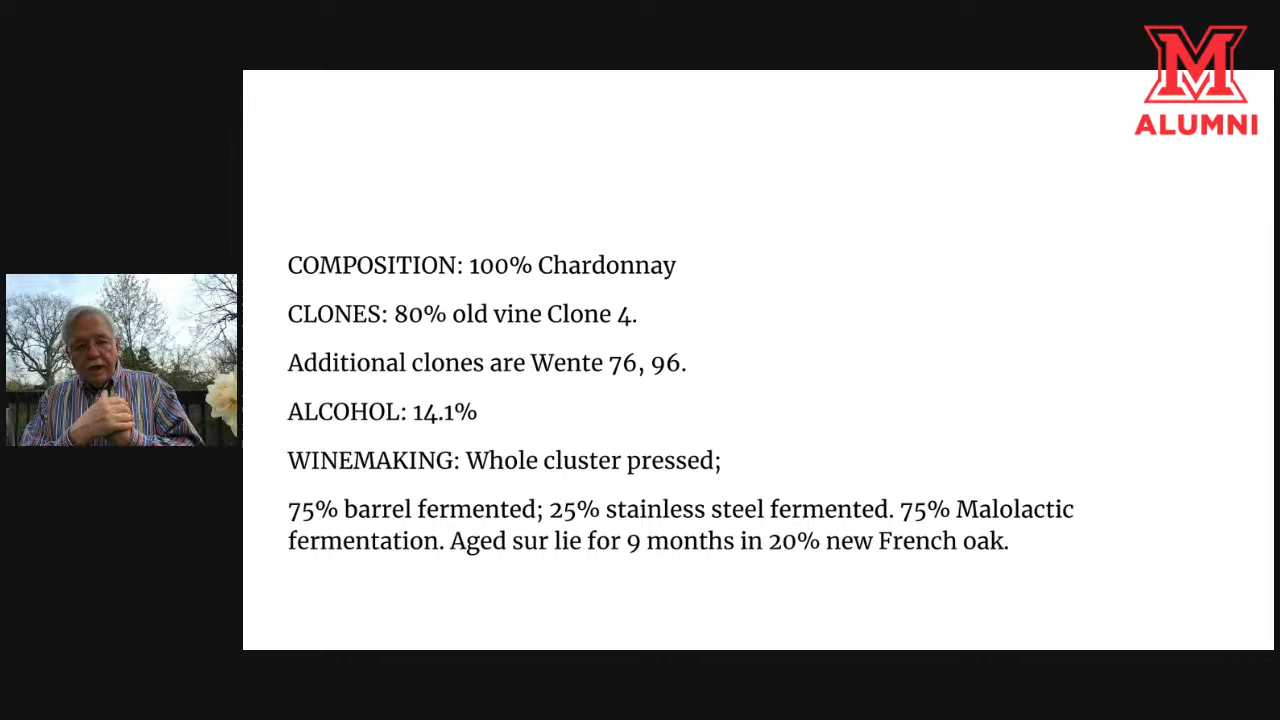 M
ALUMNI
COMPOSITION: 100% Chardonnay
CLONES: 80% old vine Clone 4.
Additional clones are Wente 76, 96.
ALCOHOL: 14.1%
WINEMAKING: Whole cluster pressed;
75% barrel fermented; 25% stainless steel fermented. 75% Malolactic
fermentation. Aged sur lie for 9 months in 20% new French oak.